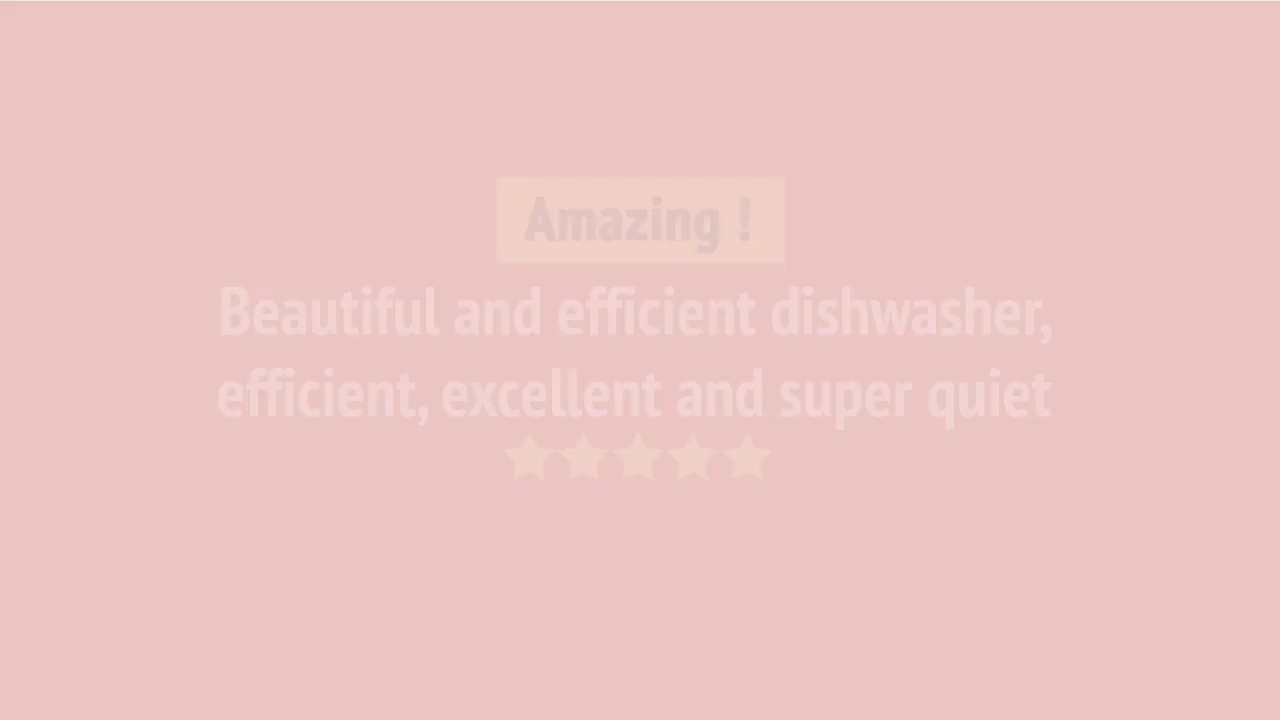 Amazing !
Beautiful and efficient dishwasher,
efficient, excellent and super quiet